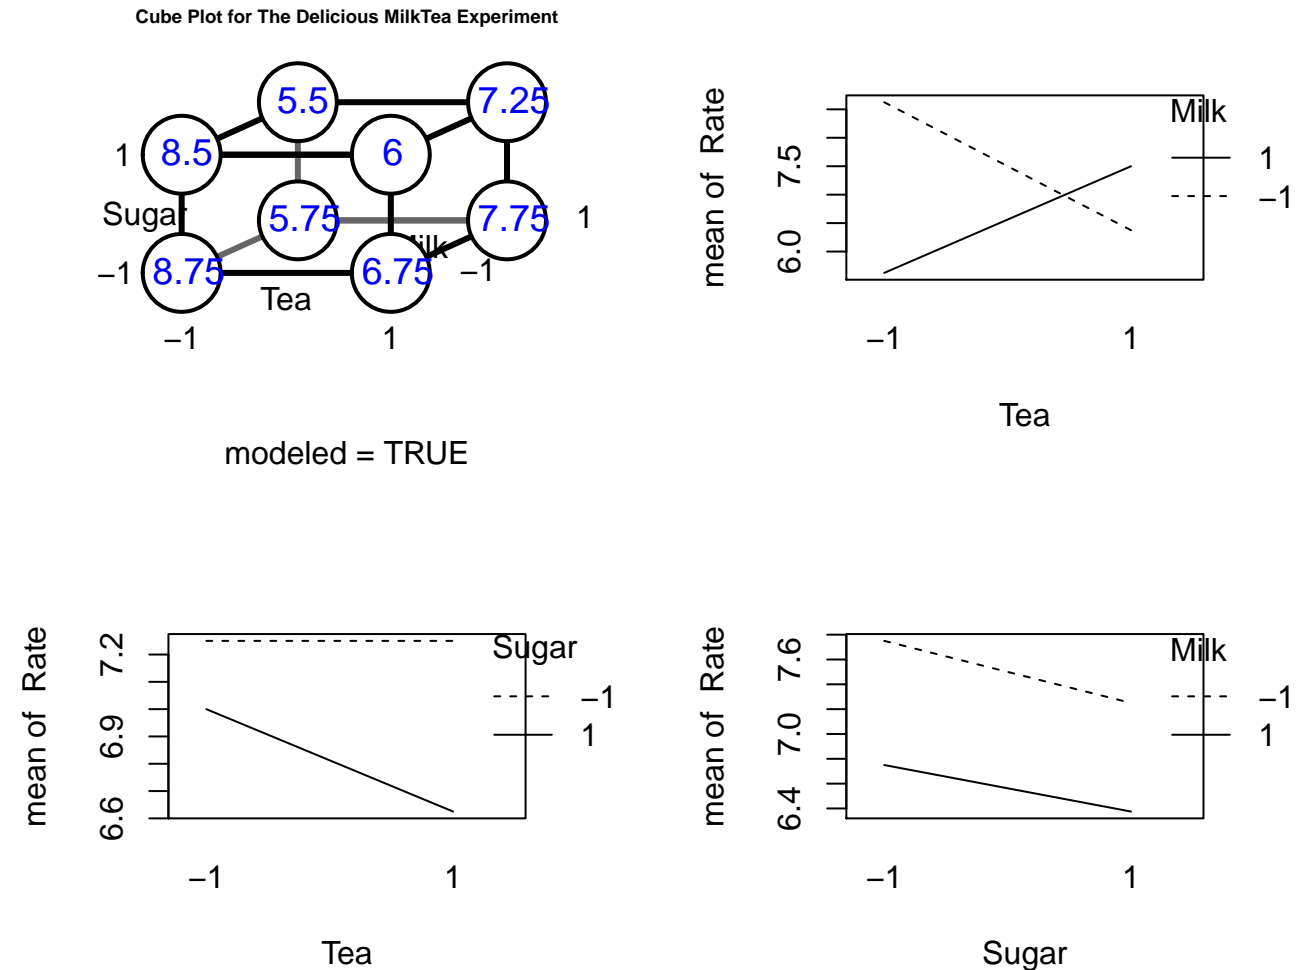 Cube Plot for The Delicious MilkTea Experiment
5.5
7.25
1
8.5
6
Sugar
5.75
7.75
1
ilk
−1
8.75
6.75
−1
Tea
−1
1
modeled = TRUE
mean of Rate
7.5
6.0
Milk
1
−1
−1
1
Tea
mean of Rate
7.2
6.9
6.6
Sugar
−1
1
−1
1
Tea
mean of Rate
7.6
7.0
6.4
Milk
−1
1
−1
1
Sugar